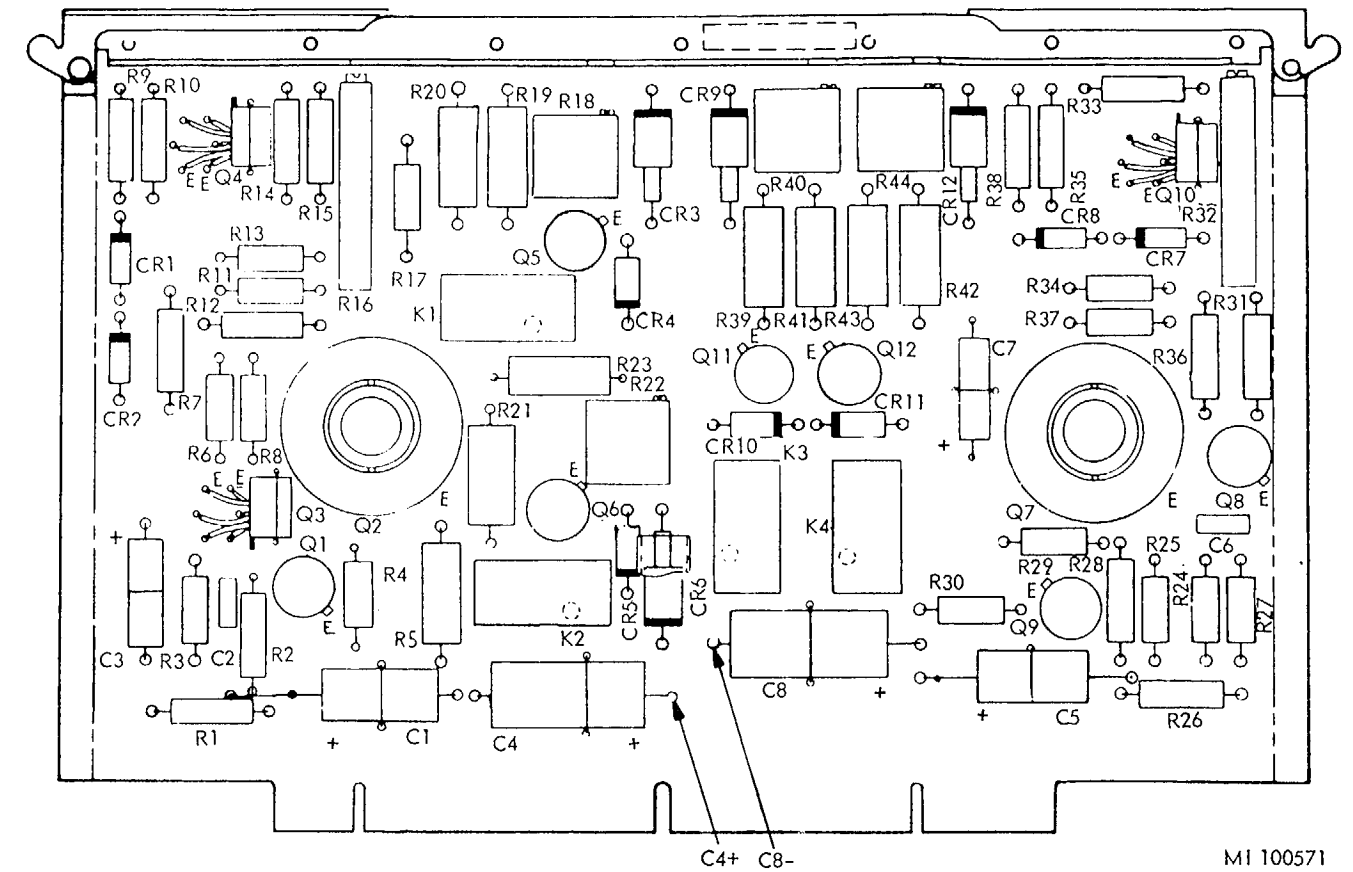 R9
R10
R20
R19
R18
CR9
R33
E E Q4
R14
R15
R40
R44
CR12
R38
R35
E
EQ10
R32
CR3
E
Q5
CR8
CR7
CR1
R13
R11
R12
R16
R17
K1
CR4
R39
R41
R43
R42
R34
R37
R31
CR2
R7
R23
R22
Q11
E
E
Q12
C7
R36
R6
R8
R21
CR10
K3
CR11
+
E
E
Q3
Q2
E
E
Q6
K4
Q7
E
Q8
E
C6
+
Q1
E
R4
R5
K2
CR5
CR6
R30
R29
R28
R25
R24
R27
E
Q9
C3
R3
C2
R2
C8
+
R1
+
C1
C4
+
+
C5
R26
C4+
C8-
MI 100571